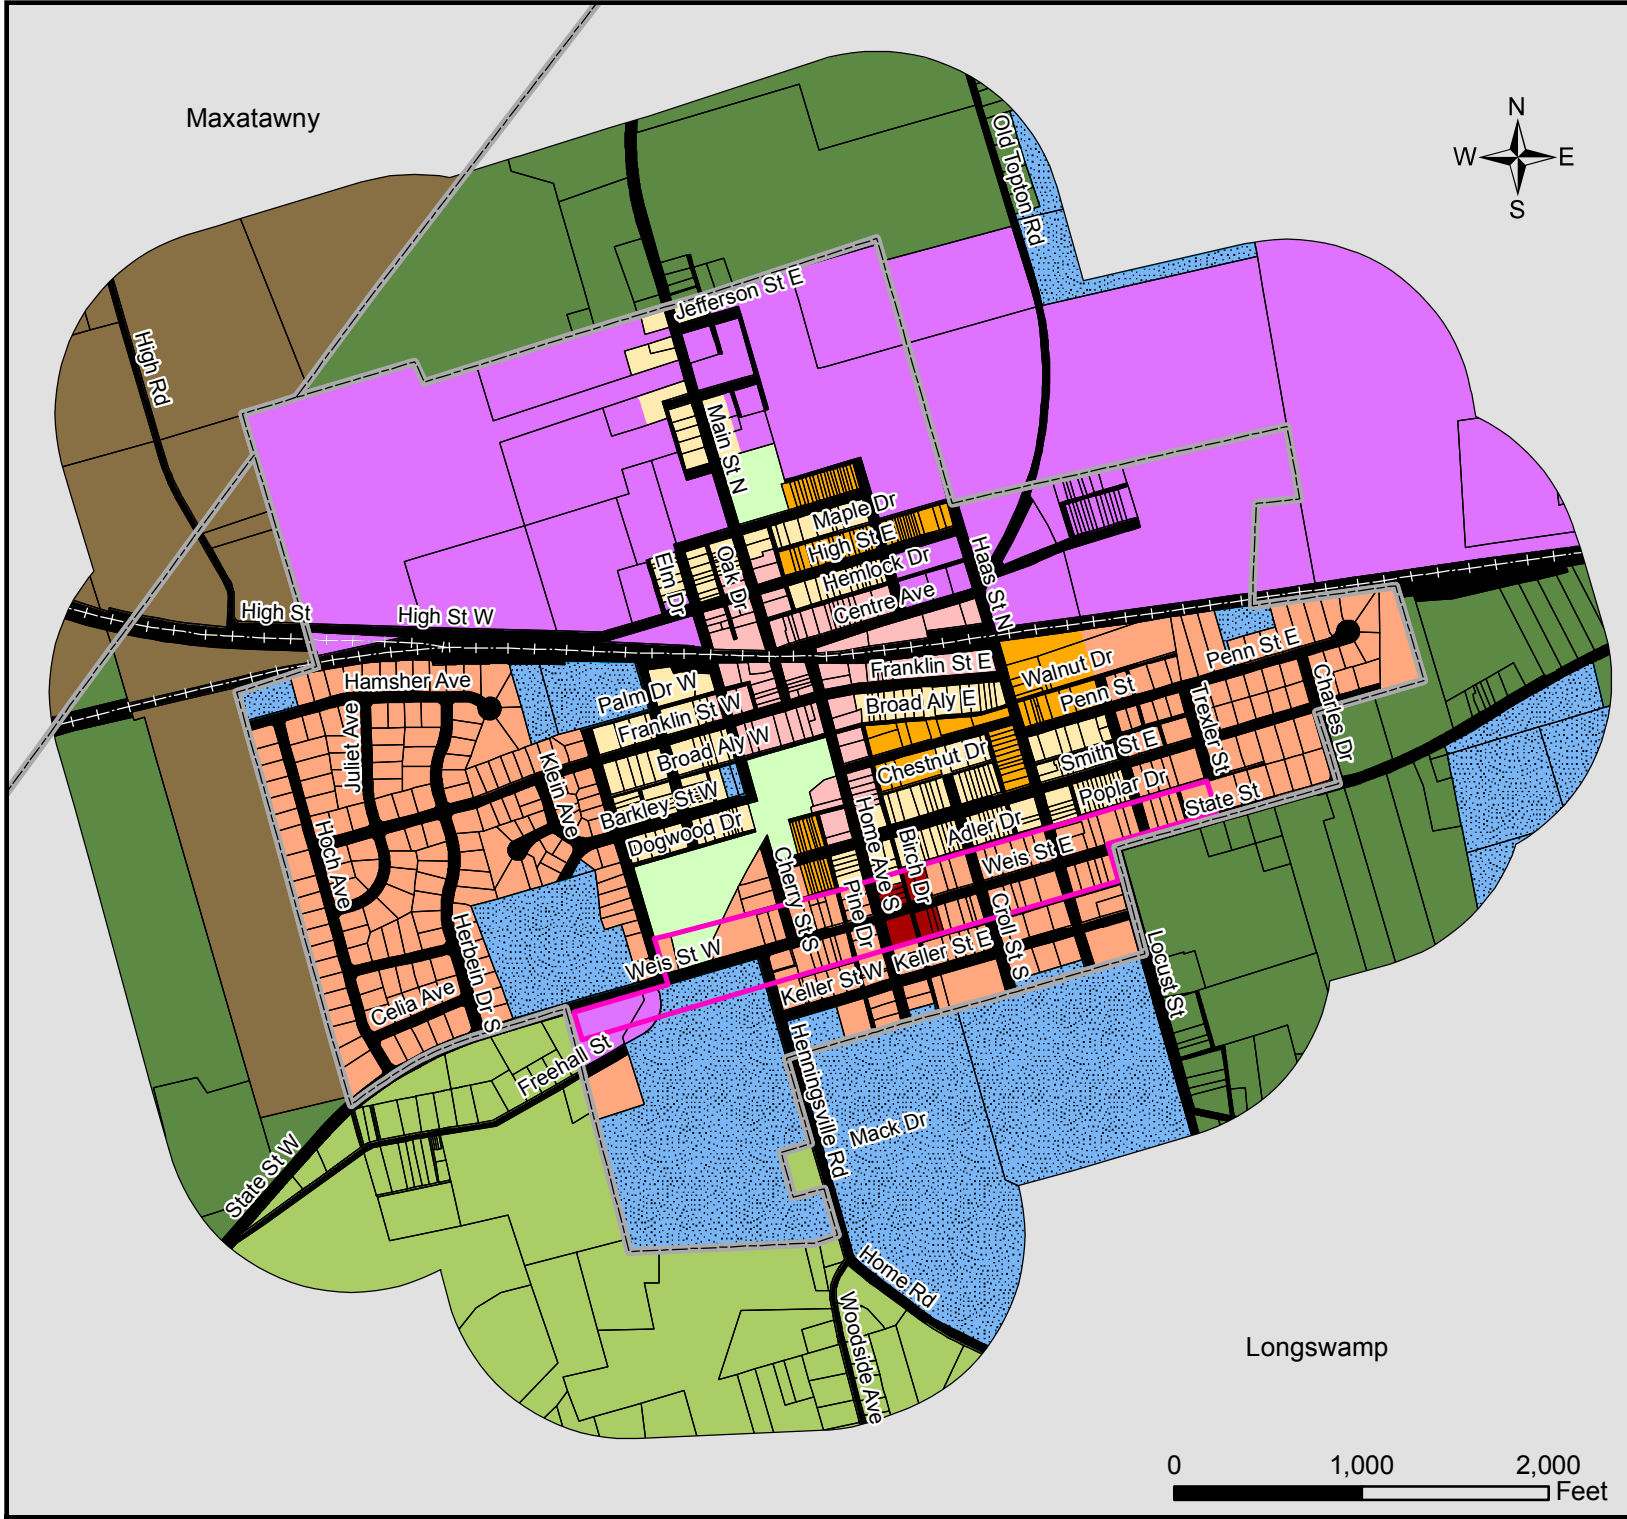 Maxatawny
N
W E
S
Old Topton Rd
Jefferson St E
High Rd
Main St N
Maple Dr
High St E
Hemlock Dr
Centre Ave
Haas St N
Elm Dr
Oak Dr
High St
High St W
Franklin St E
Walnut Dr
Penn St E
Hamsher Ave
Palm Dr W
Franklin St W
Broad Aly E
Penn St
Charles Dr
Trexler St
Juliet Ave
Broad Aly W
Chestnut Dr
Smith St E
Klein Ave
Barkley St W
Poplar Dr
State St
Hoch Ave
Dogwood Dr
Home Ave S
Birch Dr
Adler Dr
Weis St E
Cherry St S
Pine Dr
Croll St S
Herbein Dr S
Weis St W
Keller St W
Keller St E
Locust St
Celia Ave
Freehall St
Henningsville Rd
Mack Dr
State St W
Home Rd
Woodside Ave
Longswamp
0 1,000 2,000
Feet